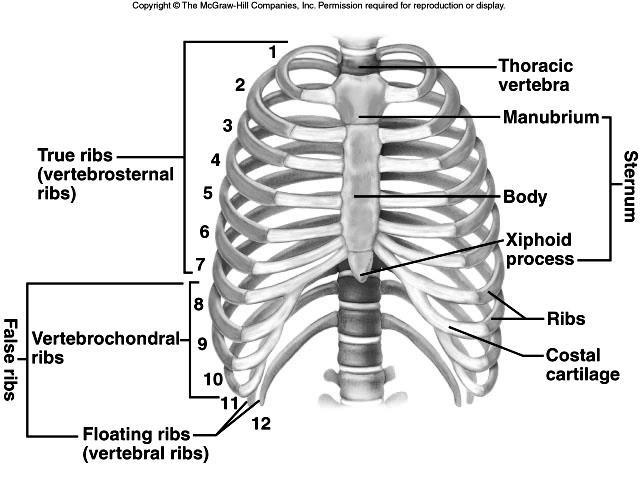 Copyright © The McGraw-Hill Companies, Inc. Permission required for reproduction or display.
1
2
3
4
5
6
7
8
9
10
11
12
True ribs
(vertebrosternal
ribs)
False ribs
Vertebrochondral
ribs
Floating ribs
(vertebral ribs)
Thoracic
vertebra
Manubrium
Body
Xiphoid
process
Sternum
Ribs
Costal
cartilage